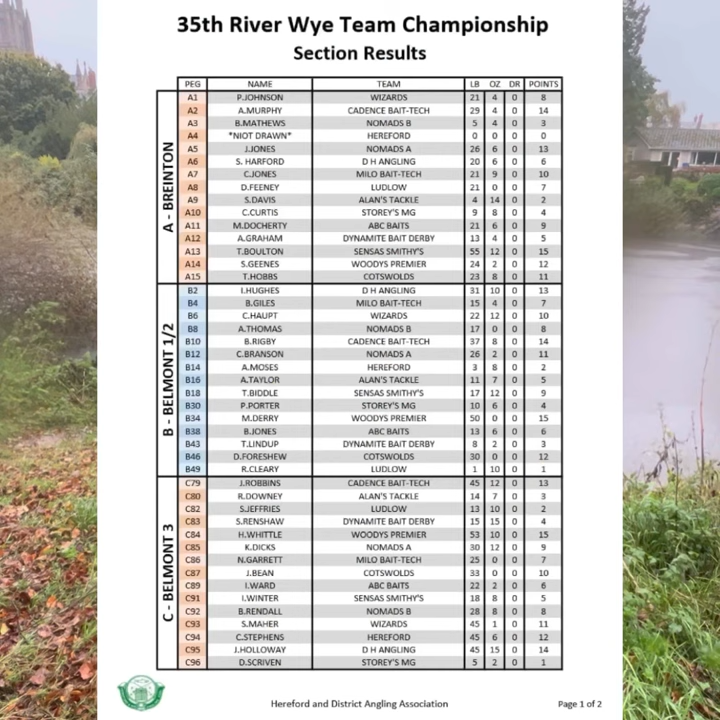 35th River Wye Team Championship
Section Results
PEG NAME TEAM LB OZ DR POINTS
A - BREINTON
A1 P.JOHNSON WIZARDS 21 4 0 8
A2 A.MURPHY CADENCE BAIT-TECH 29 4 0 14
A3 B.MATHEWS NOMADS B 5 4 0 3
A4 *NIOT DRAWN* HEREFORD 0 0 0 0
A5 J.JONES NOMADS A 26 6 0 13
A6 S. HARFORD D H ANGLING 20 6 0 6
A7 C.JONES MILO BAIT-TECH 21 9 0 10
A8 D.FEENEY LUDLOW 21 0 0 7
A9 S.DAVIS ALAN'S TACKLE 4 14 0 2
A10 C.CURTIS STOREY'S MG 9 8 0 4
A11 M.DOCHERTY ABC BAITS 21 6 0 9
A12 A.GRAHAM DYNAMITE BAIT DERBY 13 4 0 5
A13 T.BOULTON SENSAS SMITHY'S 55 12 0 15
A14 S.GEENES WOODYS PREMIER 24 2 0 12
A15 T.HOBBS COTSWOLDS 23 8 0 11
B - BELMONT 1/2
B2 I.HUGHES D H ANGLING 31 10 0 13
B4 B.GILES MILO BAIT-TECH 15 4 0 7
B6 C.HAUPT WIZARDS 22 12 0 10
B8 A.THOMAS NOMADS B 17 0 0 8
B10 B.RIGBY CADENCE BAIT-TECH 37 8 0 14
B12 C.BRANSON NOMADS A 26 2 0 11
B14 A.MOSES HEREFORD 3 8 0 2
B16 A.TAYLOR ALAN'S TACKLE 11 7 0 5
B18 T.BIDDLE SENSAS SMITHY'S 17 12 0 9
B30 P.PORTER STOREY'S MG 10 6 0 4
B34 M.DERRY WOODYS PREMIER 50 0 0 15
B38 B.JONES ABC BAITS 13 6 0 6
B43 T.LINDUP DYNAMITE BAIT DERBY 8 2 0 3
B46 D.FORESHEW COTSWOLDS 30 0 0 12
B49 R.CLEARY LUDLOW 1 10 0 1
C - BELMONT 3
C79 J.ROBBINS CADENCE BAIT-TECH 45 12 0 13
C80 R.DOWNEY ALAN'S TACKLE 14 7 0 3
C82 S.JEFFRIES LUDLOW 13 10 0 2
C83 S.RENSHAW DYNAMITE BAIT DERBY 15 15 0 4
C84 H.WHITTLE WOODYS PREMIER 53 10 0 15
C85 K.DICKS NOMADS A 30 12 0 9
C86 N.GARRETT MILO BAIT-TECH 25 0 0 7
C87 J.BEAN COTSWOLDS 33 0 0 10
C89 I.WARD ABC BAITS 22 2 0 6
C91 I.WINTER SENSAS SMITHY'S 18 8 0 5
C92 B.RENDALL NOMADS B 28 8 0 8
C93 S.MAHER WIZARDS 45 1 0 11
C94 C.STEPHENS HEREFORD 45 6 0 12
C95 J.HOLLOWAY D H ANGLING 45 15 0 14
C96 D.SCRIVEN STOREY'S MG 5 2 0 1
Hereford and District Angling Association Page 1 of 2